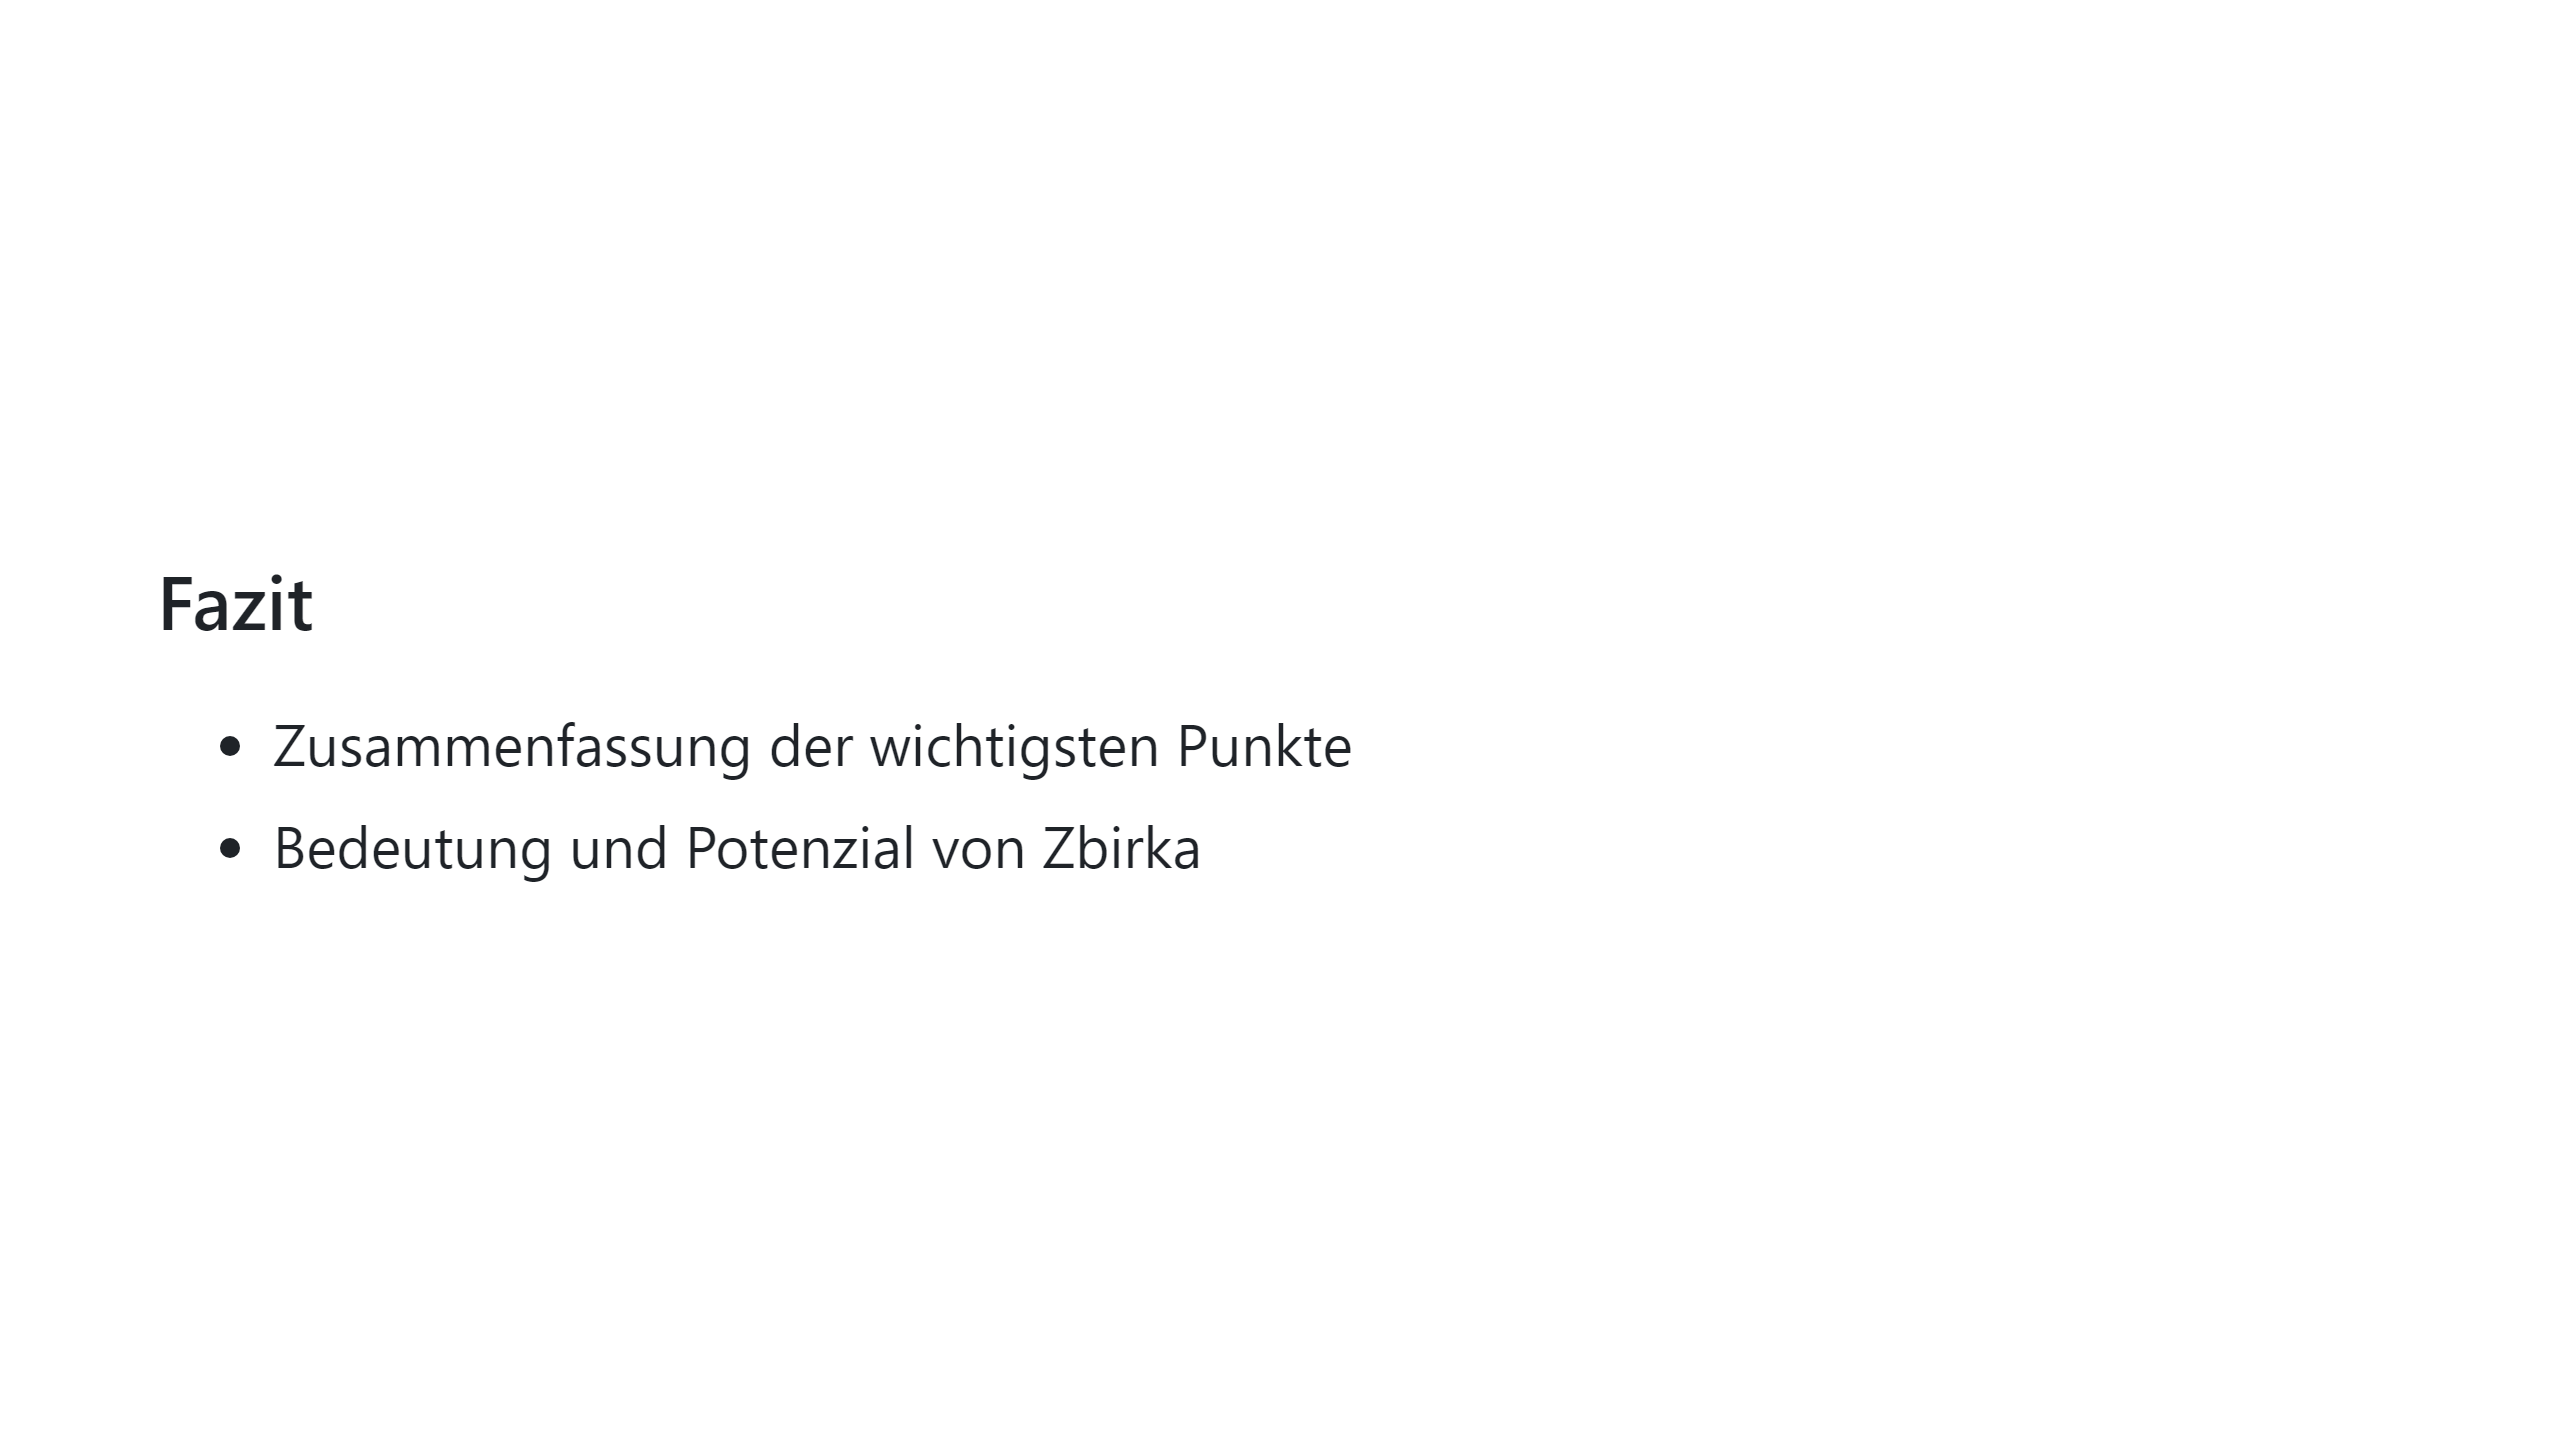 Fazit
• Zusammenfassung der wichtigsten Punkte
• Bedeutung und Potenzial von Zbirka